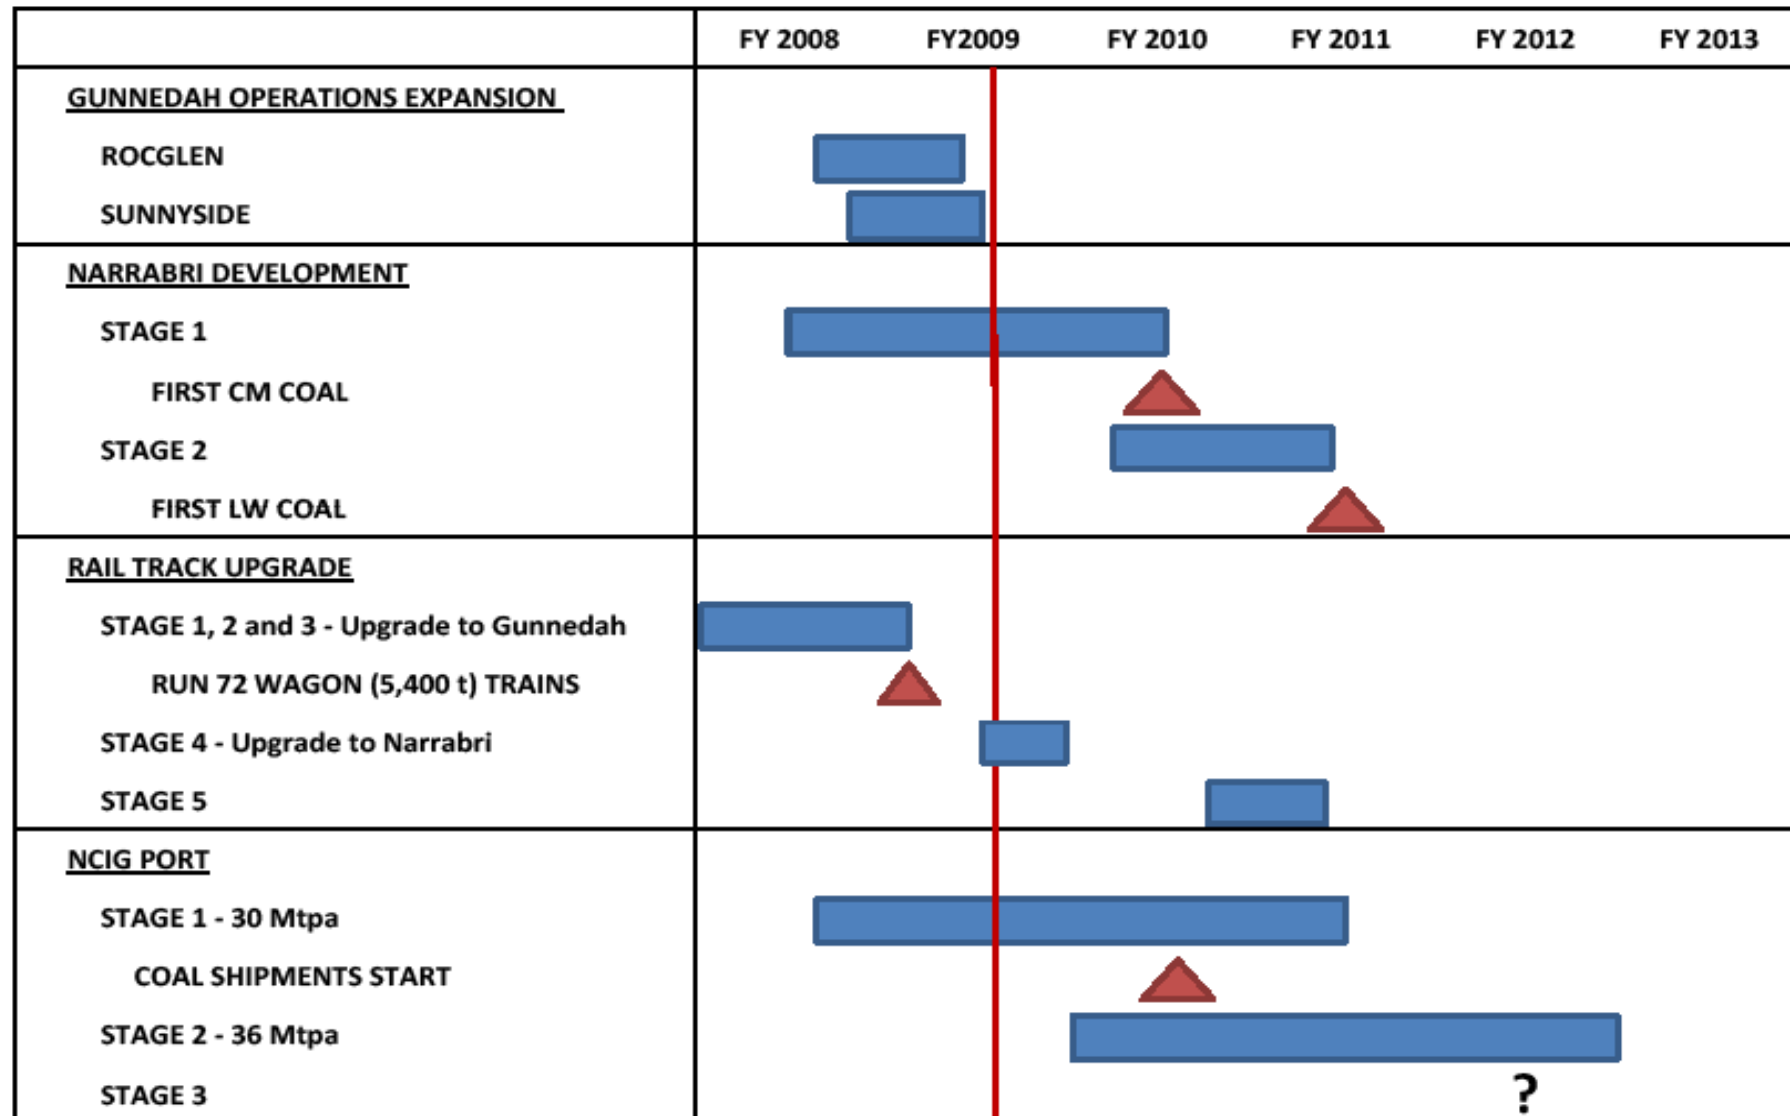 FY 2008 FY2009 FY 2010 FY 2011 FY 2012 FY 2013
GUNNEDAH OPERATIONS EXPANSION
ROCGLEN
SUNNYSIDE
NARRABRI DEVELOPMENT
STAGE 1
FIRST CM COAL
STAGE 2
FIRST LW COAL
RAIL TRACK UPGRADE
STAGE 1, 2 and 3 - Upgrade to Gunnedah
RUN 72 WAGON (5,400 t) TRAINS
STAGE 4 - Upgrade to Narrabri
STAGE 5
NCIG PORT
STAGE 1 - 30 Mtpa
COAL SHIPMENTS START
STAGE 2 - 36 Mtpa
STAGE 3 ?